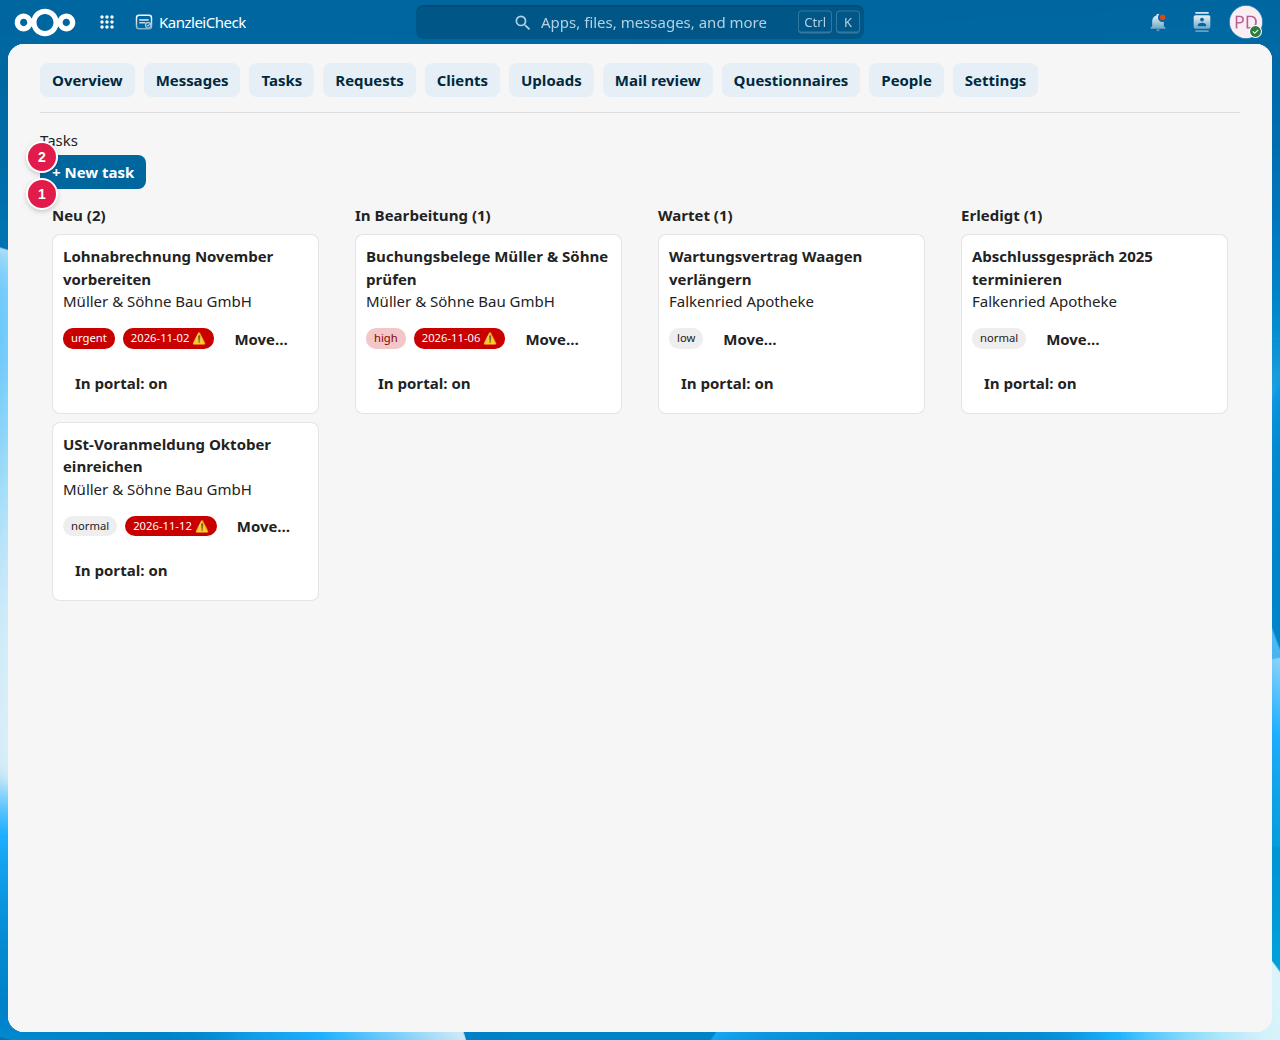 KanzleiCheck
Apps, files, messages, and more
Ctrl K
PD
Overview Messages Tasks Requests Clients Uploads Mail review Questionnaires People Settings
Tasks
2
+ New task
1
Neu (2)
Lohnabrechnung November
vorbereiten
Müller & Söhne Bau GmbH
urgent 2026-11-02 ⚠️ Move...
In portal: on
USt-Voranmeldung Oktober
einreichen
Müller & Söhne Bau GmbH
normal 2026-11-12 ⚠️ Move...
In portal: on
In Bearbeitung (1)
Buchungsbelege Müller & Söhne
prüfen
Müller & Söhne Bau GmbH
high 2026-11-06 ⚠️ Move...
In portal: on
Wartet (1)
Wartungsvertrag Waagen
verlängern
Falkenried Apotheke
low Move...
In portal: on
Erledigt (1)
Abschlussgespräch 2025
terminieren
Falkenried Apotheke
normal Move...
In portal: on